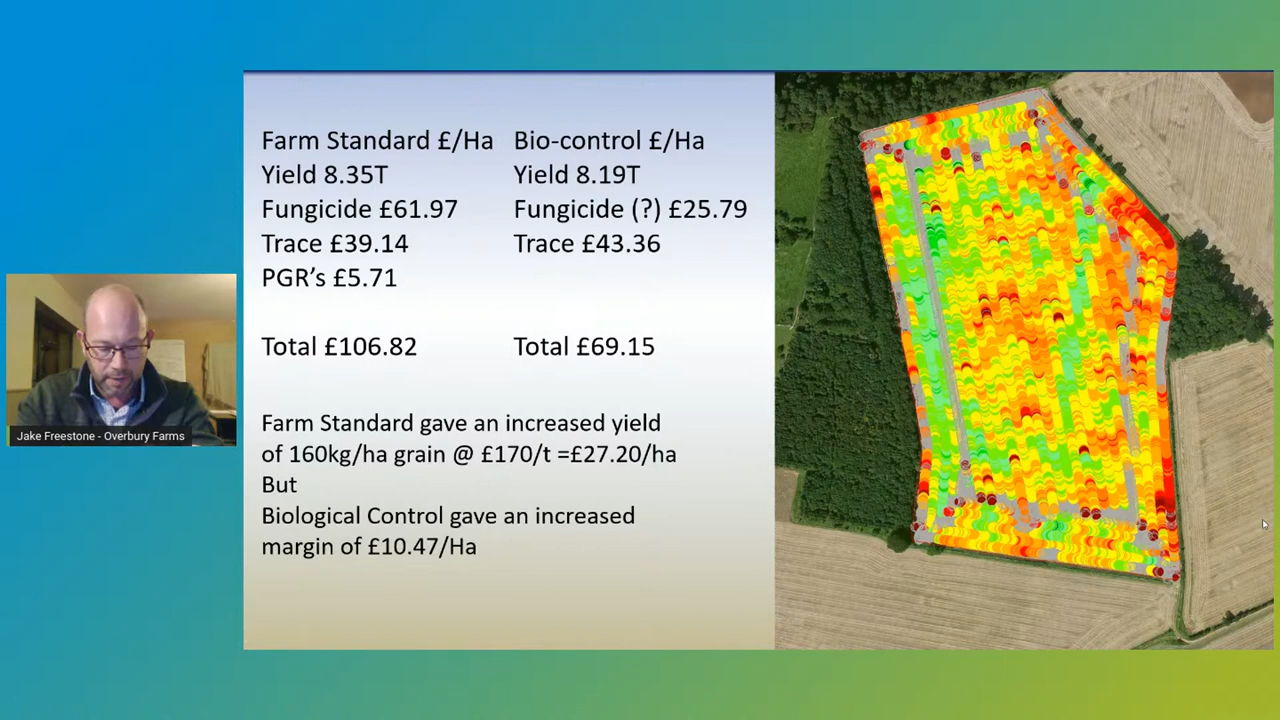 Farm Standard £/Ha Bio-control £/Ha
Yield 8.35T Yield 8.19T
Fungicide £61.97 Fungicide (?) £25.79
Trace £39.14 Trace £43.36
PGR’s £5.71
Total £106.82 Total £69.15
Farm Standard gave an increased yield
of 160kg/ha grain @ £170/t =£27.20/ha
But
Biological Control gave an increased
margin of £10.47/Ha
Jake Freestone - Overbury Farms